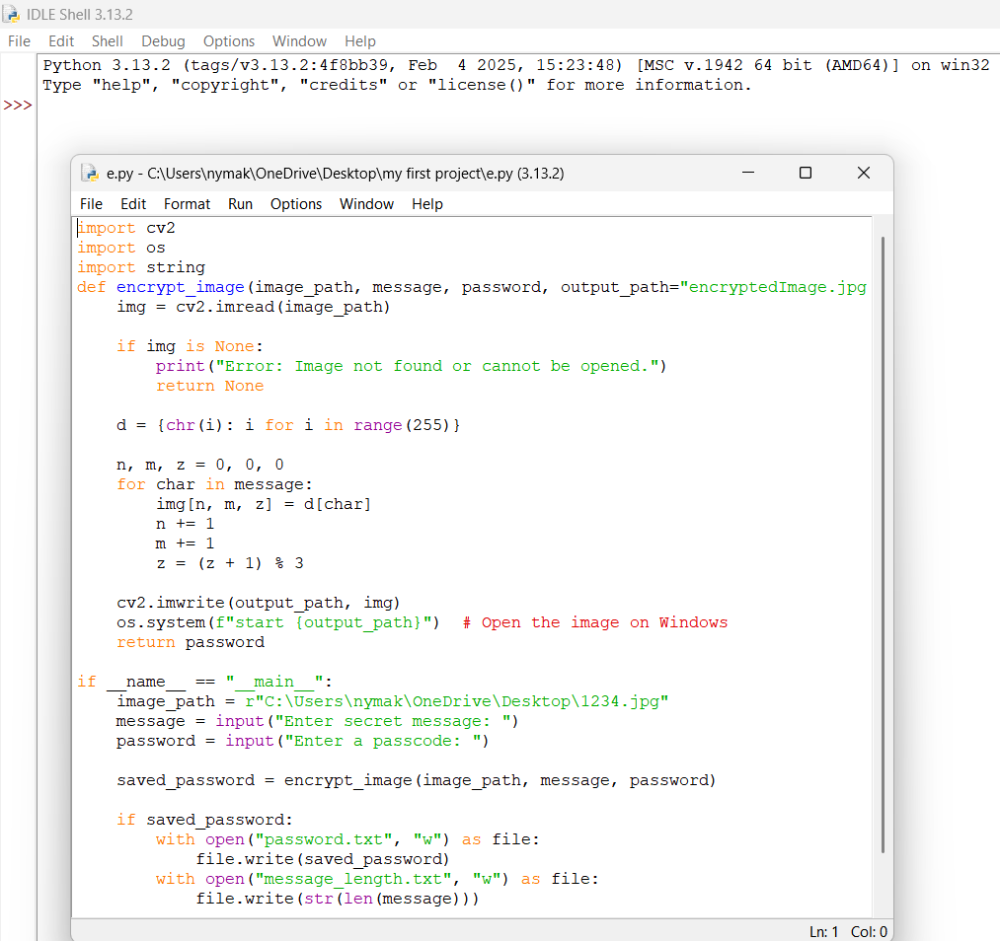 IDLE Shell 3.13.2
File Edit Shell Debug Options Window Help
Python 3.13.2 (tags/v3.13.2:4f8bb39, Feb  4 2025, 15:23:48) [MSC v.1942 64 bit (AMD64)] on win32
Type "help", "copyright", "credits" or "license()" for more information.
>>>
e.py - C:\Users\nymak\OneDrive\Desktop\my first project\e.py (3.13.2)
File Edit Format Run Options Window Help
import cv2
import os
import string
def encrypt_image(image_path, message, password, output_path="encryptedImage.jpg
    img = cv2.imread(image_path)
    if img is None:
        print("Error: Image not found or cannot be opened.")
        return None
    d = {chr(i): i for i in range(255)}
    n, m, z = 0, 0, 0
    for char in message:
        img[n, m, z] = d[char]
        n += 1
        m += 1
        z = (z + 1) % 3
    cv2.imwrite(output_path, img)
    os.system(f"start {output_path}")  # Open the image on Windows
    return password
if __name__ == "__main__":
    image_path = r"C:\Users\nymak\OneDrive\Desktop\1234.jpg"
    message = input("Enter secret message: ")
    password = input("Enter a passcode: ")
    saved_password = encrypt_image(image_path, message, password)
    if saved_password:
        with open("password.txt", "w") as file:
            file.write(saved_password)
        with open("message_length.txt", "w") as file:
            file.write(str(len(message)))
Ln: 1 Col: 0